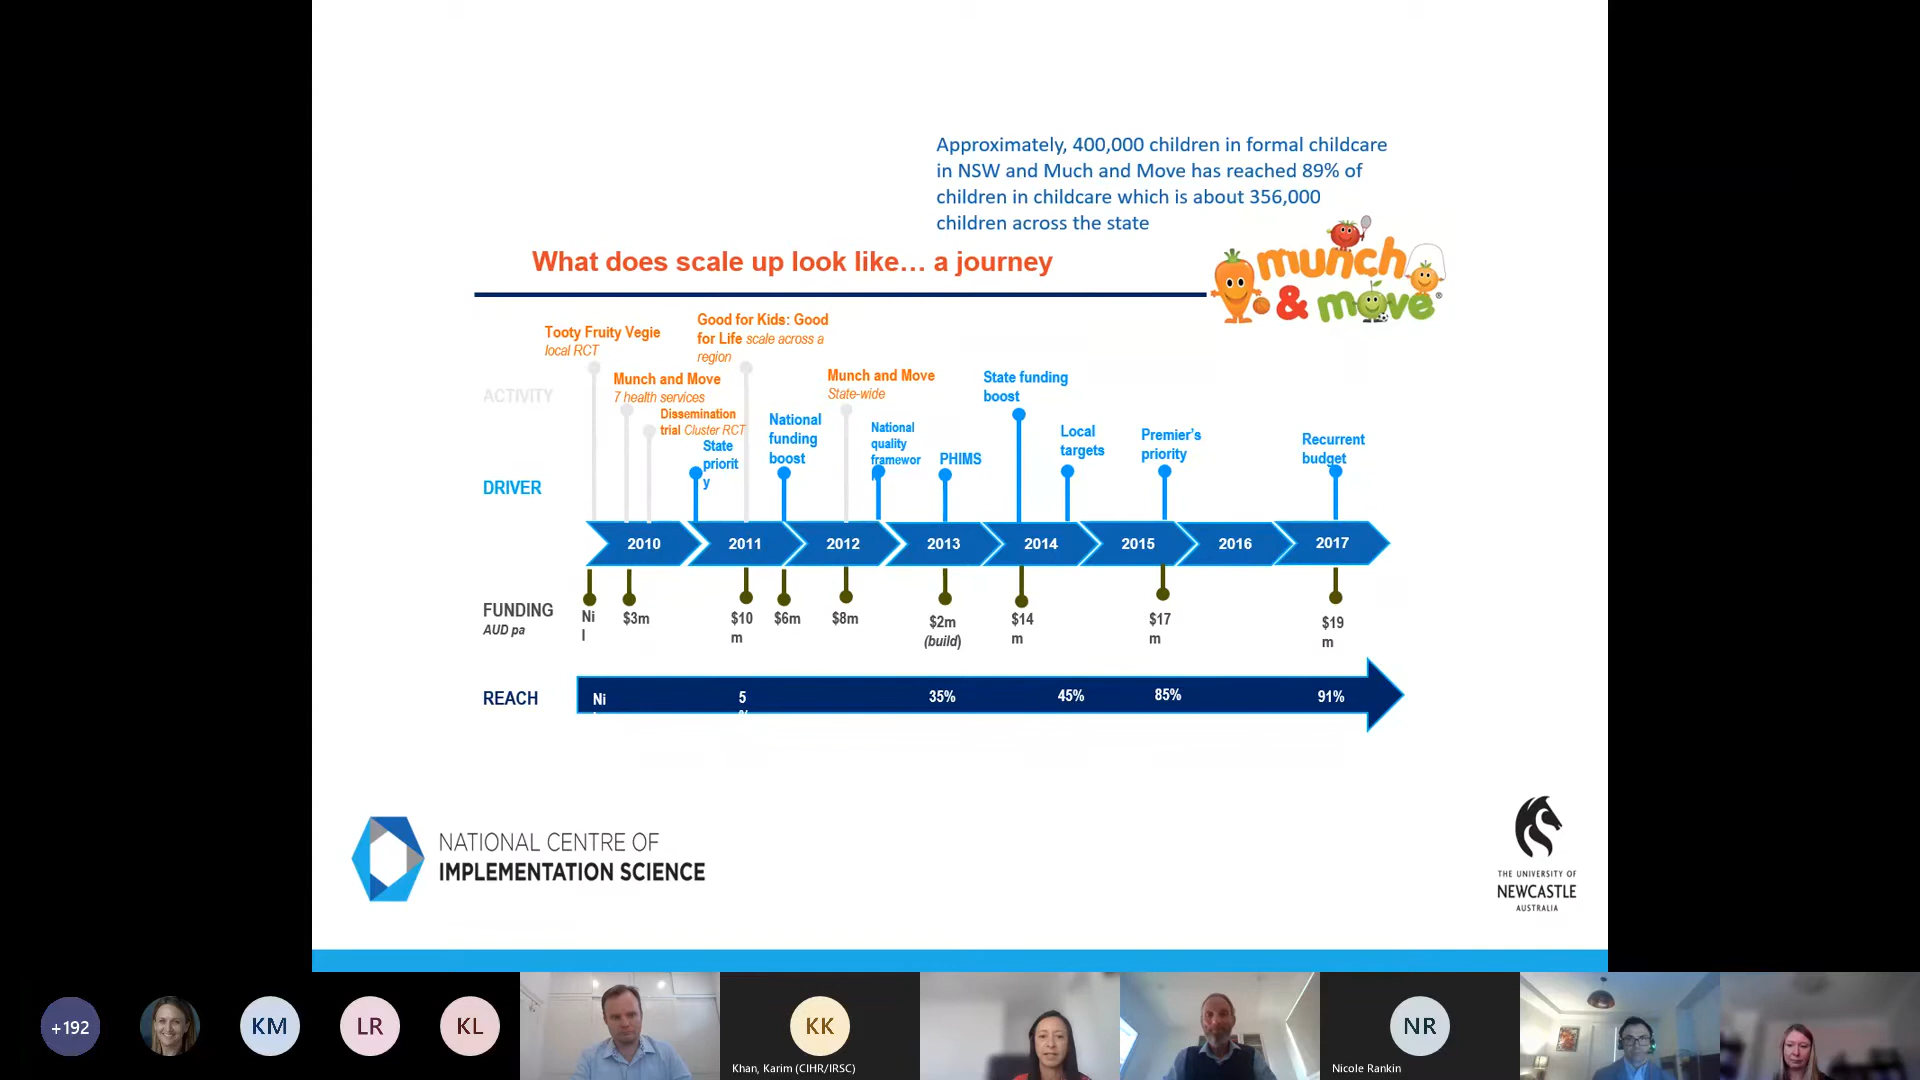 Approximately, 400,000 children in formal childcare
in NSW and Much and Move has reached 89% of
children in childcare which is about 356,000
children across the state
What does scale up look like… a journey
munch
& move®
Tooty Fruity Vegie
local RCT
Good for Kids: Good
for Life scale across a
region
ACTIVITY
Munch and Move
7 health services
Dissemination
trial Cluster RCT
Munch and Move
State-wide
DRIVER
State
priorit
y
National
funding
boost
National
quality
framewor
PHIMS
State funding
boost
Local
targets
Premier's
priority
Recurrent
budget
2010
2011
2012
2013
2014
2015
2016
2017
FUNDING
AUD pa
Ni
l
$3m
$10
m
$6m
$8m
$2m
(build)
$14
m
$17
m
$19
m
REACH
Ni
5
%
35%
45%
85%
91%
NATIONAL CENTRE OF
IMPLEMENTATION SCIENCE
THE UNIVERSITY OF
NEWCASTLE
AUSTRALIA
+192
KM
LR
KL
KK
Khan, Karim (CIHR/IRSC)
NR
Nicole Rankin